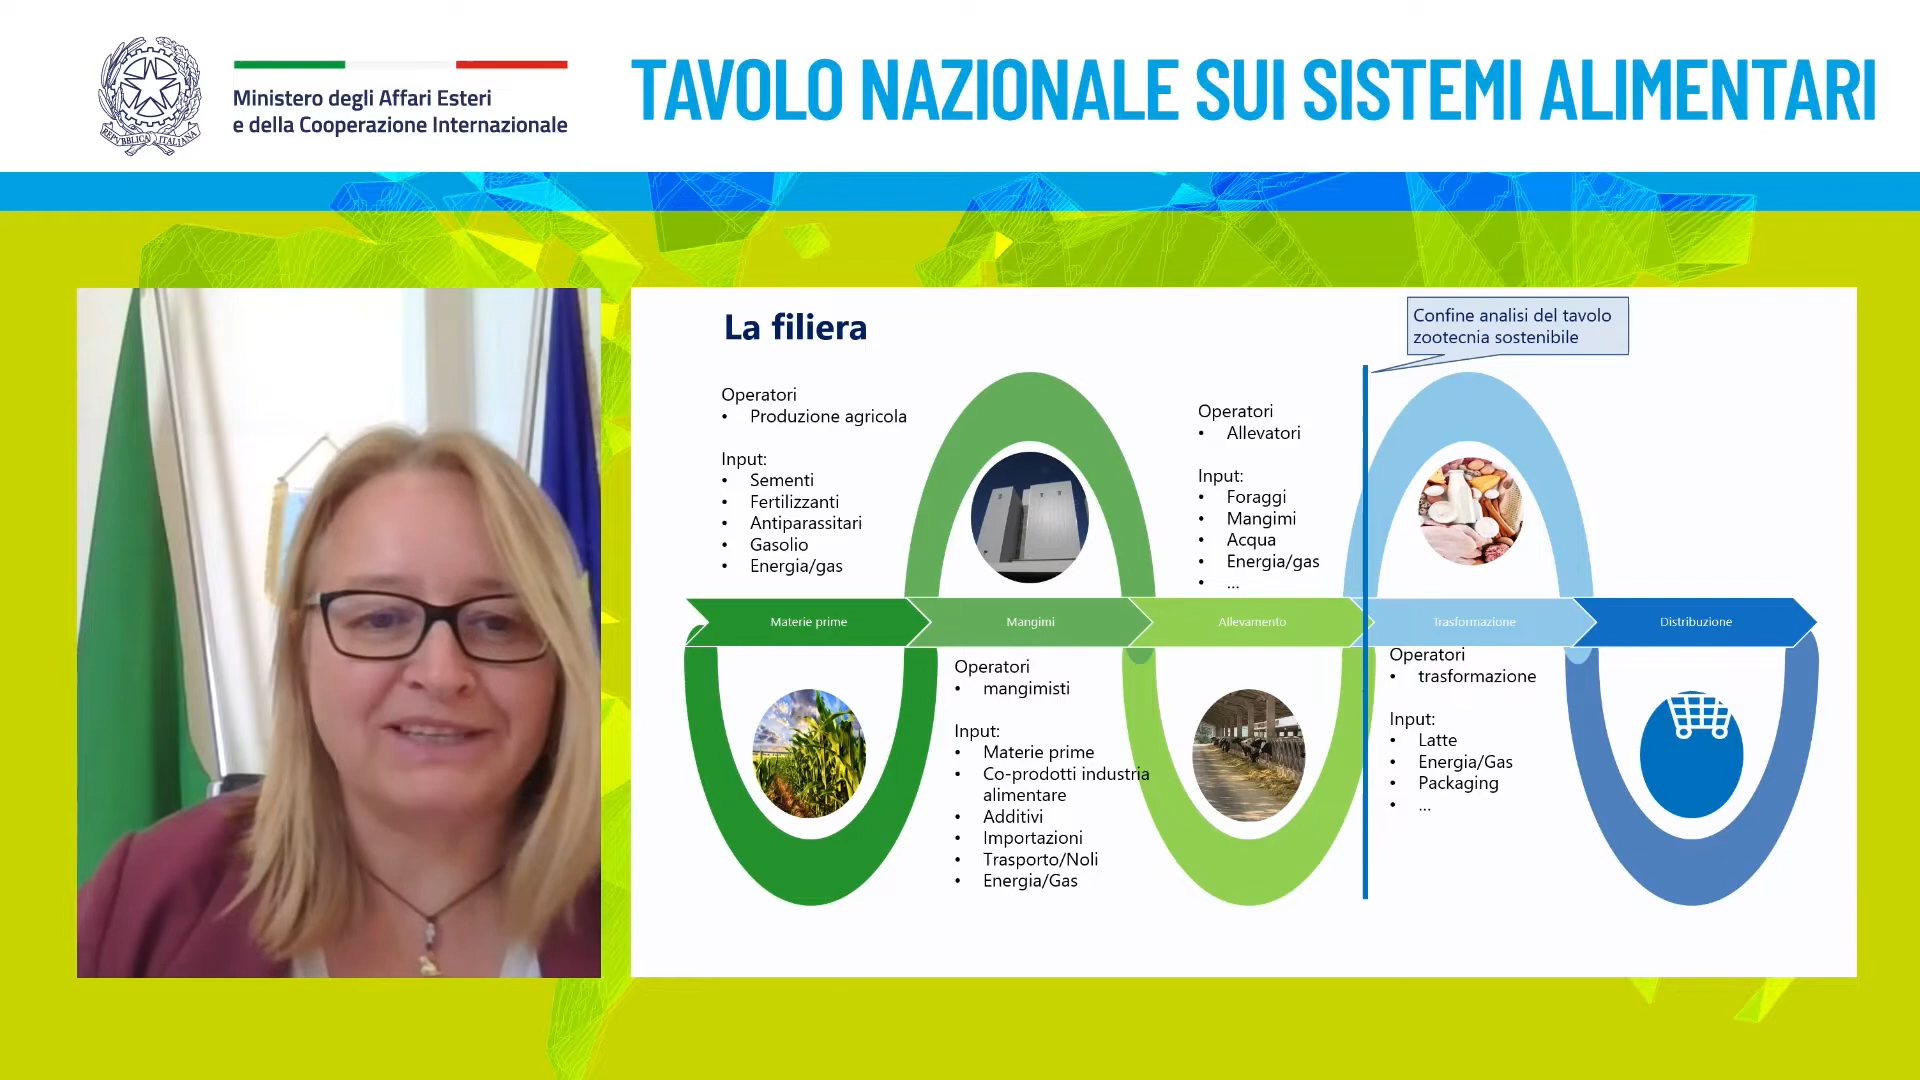 REPVBBLICA ITALIANA
Ministero degli Affari Esteri
e della Cooperazione Internazionale
TAVOLO NAZIONALE SUI SISTEMI ALIMENTARI
La filiera
Confine analisi del tavolo
zootecnia sostenibile
Operatori
• Produzione agricola
Input:
• Sementi
• Fertilizzanti
• Antiparassitari
• Gasolio
• Energia/gas
Operatori
• Allevatori
Input:
• Foraggi
• Mangimi
• Acqua
• Energia/gas
• ...
Materie prime
Mangimi
Allevamento
Trasformazione
Distribuzione
Operatori
• mangimisti
Input:
• Materie prime
• Co-prodotti industria
alimentare
• Additivi
• Importazioni
• Trasporto/Noli
• Energia/Gas
Operatori
• trasformazione
Input:
• Latte
• Energia/Gas
• Packaging
• ...